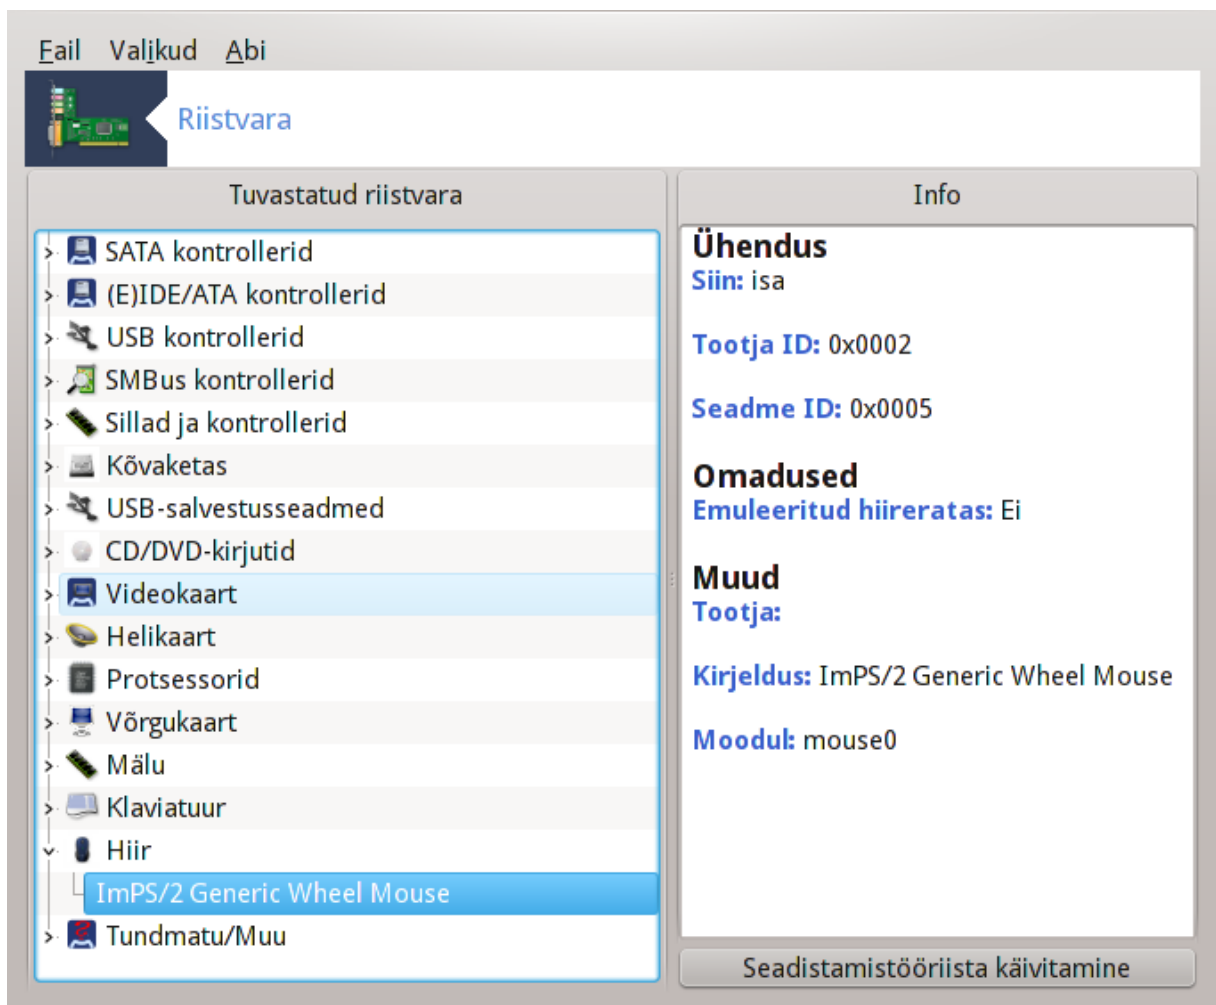 Fail Valikud Abi
Riistvara
Tuvastatud riistvara
SATA kontrollerid
(E)IDE/ATA kontrollerid
USB kontrollerid
SMBus kontrollerid
Sillad ja kontrollerid
Kõvaketas
USB-salvestusseadmed
CD/DVD-kirjutid
Videokaart
Helikaart
Protsessorid
Võrgukaart
Mälu
Klaviatuur
Hiir
ImPS/2 Generic Wheel Mouse
Tundmatu/Muu
Info
Ühendus
Siin: isa
Tootja ID: 0x0002
Seadme ID: 0x0005
Omadused
Emuleeritud hiireratas: Ei
Muud
Tootja:
Kirjeldus: ImPS/2 Generic Wheel Mouse
Moodul: mouse0
Seadistamistööriista käivitamine